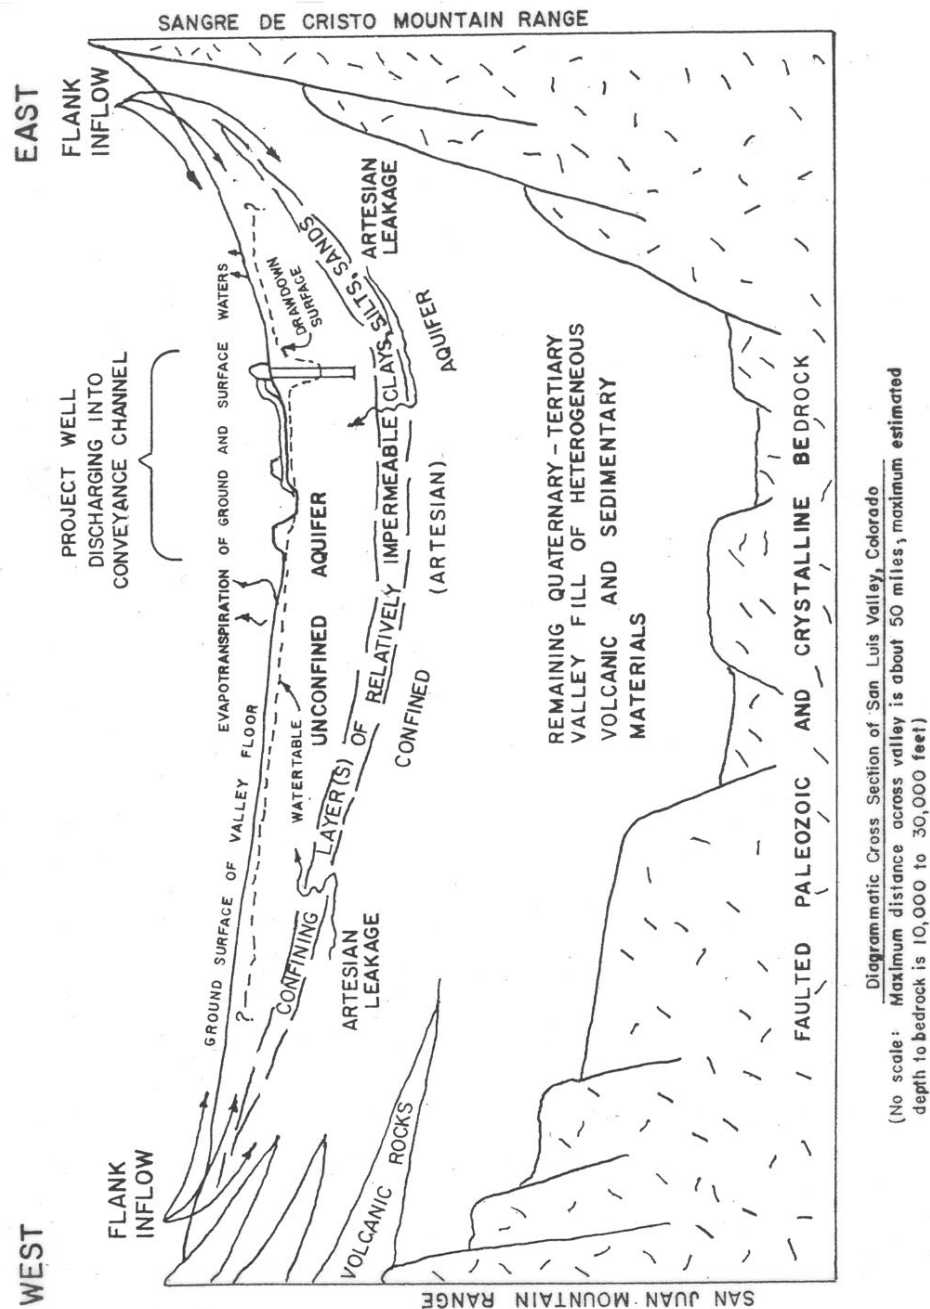 WEST
EAST
FLANK
INFLOW
PROJECT WELL
DISCHARGING INTO
CONVEYANCE CHANNEL
FLANK
INFLOW
SAN JUAN MOUNTAIN RANGE
SANGRE DE CRISTO MOUNTAIN RANGE
GROUND SURFACE OF VALLEY FLOOR
EVAPOTRANSPIRATION OF GROUND AND SURFACE WATERS
?
?
WATERTABLE
DRAWDOWN
SURFACE
UNCONFINED AQUIFER
CONFINING LAYER(S) OF RELATIVELY IMPERMEABLE CLAYS, SILTS, SANDS
ARTESIAN
LEAKAGE
ARTESIAN
LEAKAGE
CONFINED (ARTESIAN) AQUIFER
VOLCANIC ROCKS
REMAINING QUATERNARY-TERTIARY
VALLEY FILL OF HETEROGENEOUS
VOLCANIC AND SEDIMENTARY
MATERIALS
FAULTED PALEOZOIC AND CRYSTALLINE BEDROCK
Diagrammatic Cross Section of San Luis Valley, Colorado
(No scale: Maximum distance across valley is about 50 miles, maximum estimated
depth to bedrock is 10,000 to 30,000 feet)